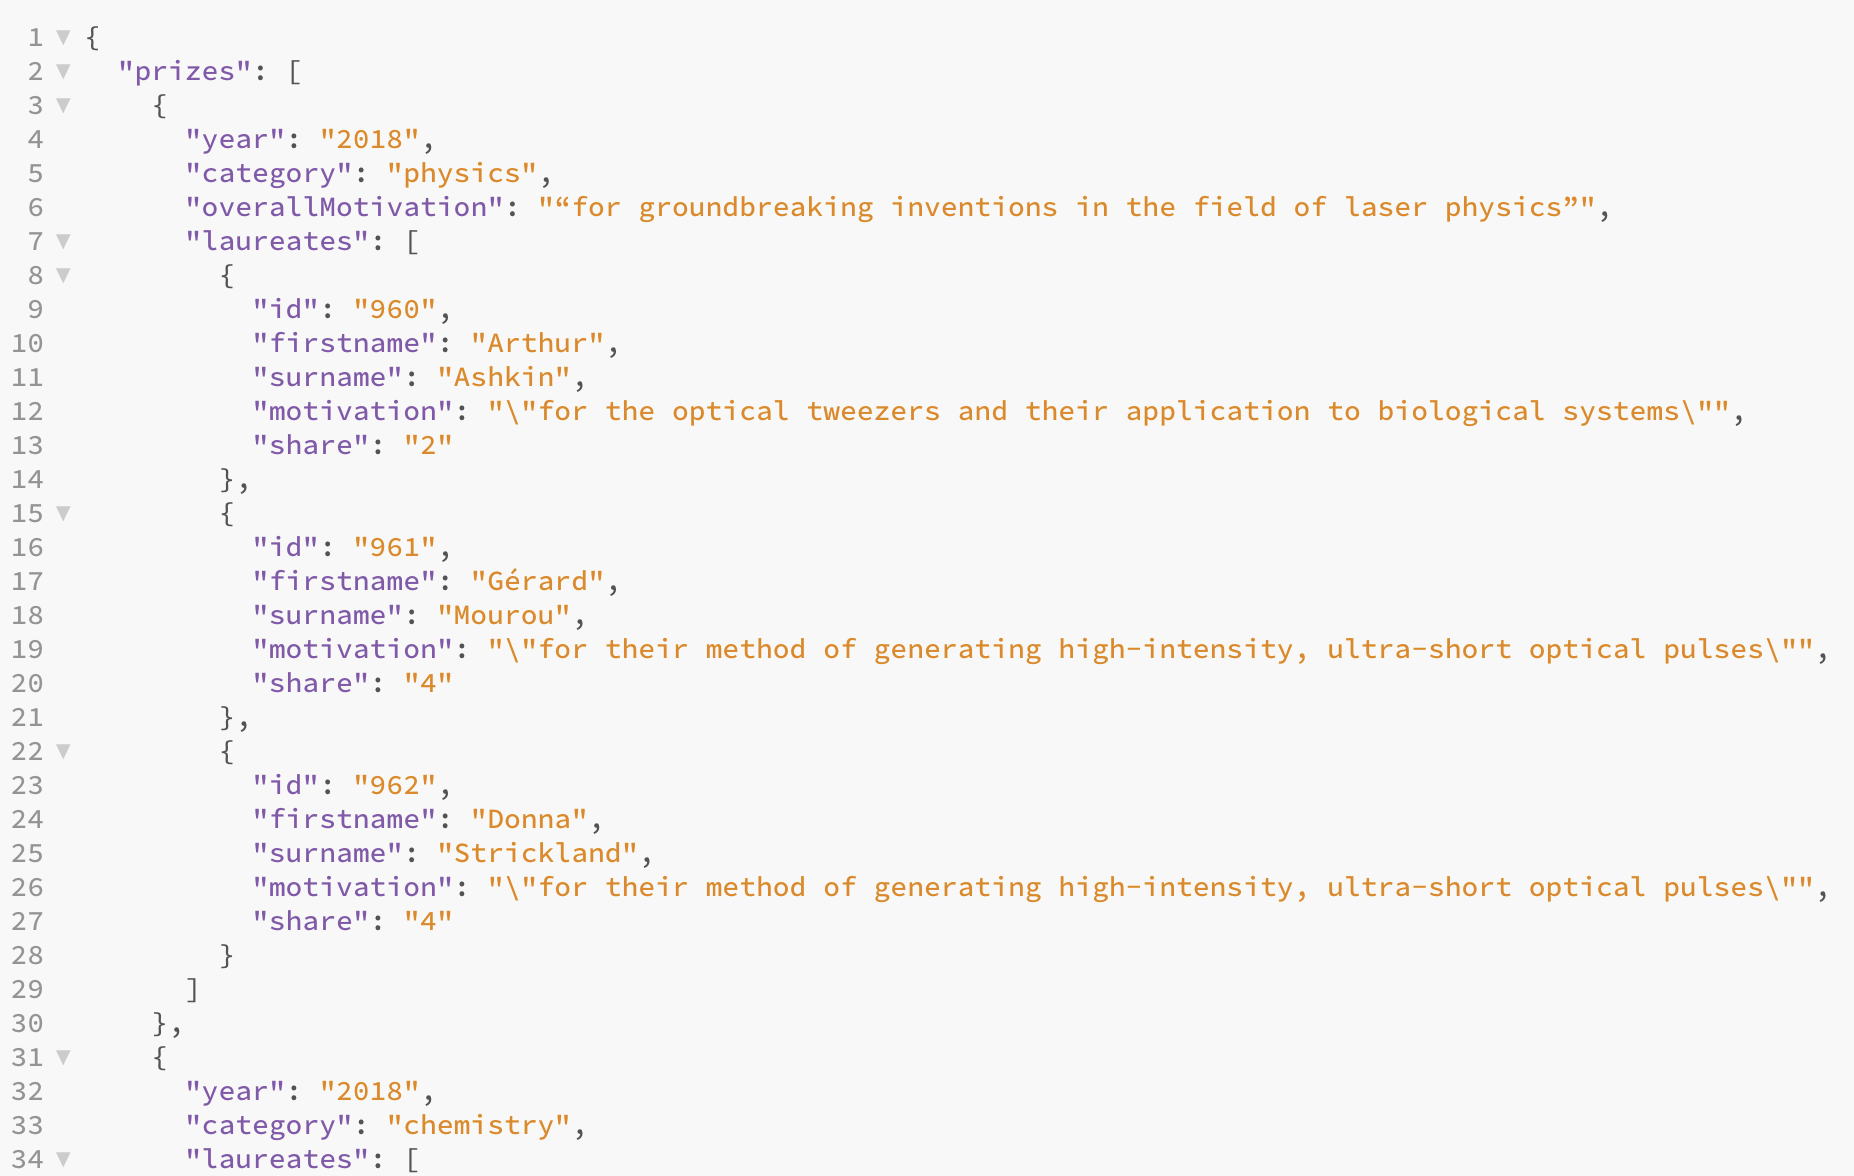 1 ▼ {
2 ▼   "prizes": [
3 ▼     {
4         "year": "2018",
5         "category": "physics",
6         "overallMotivation": "“for groundbreaking inventions in the field of laser physics”",
7 ▼       "laureates": [
8 ▼         {
9             "id": "960",
10             "firstname": "Arthur",
11             "surname": "Ashkin",
12             "motivation": "\"for the optical tweezers and their application to biological systems\"",
13             "share": "2"
14           },
15 ▼         {
16             "id": "961",
17             "firstname": "Gérard",
18             "surname": "Mourou",
19             "motivation": "\"for their method of generating high-intensity, ultra-short optical pulses\"",
20             "share": "4"
21           },
22 ▼         {
23             "id": "962",
24             "firstname": "Donna",
25             "surname": "Strickland",
26             "motivation": "\"for their method of generating high-intensity, ultra-short optical pulses\"",
27             "share": "4"
28           }
29         ]
30       },
31 ▼     {
32         "year": "2018",
33         "category": "chemistry",
34 ▼       "laureates": [